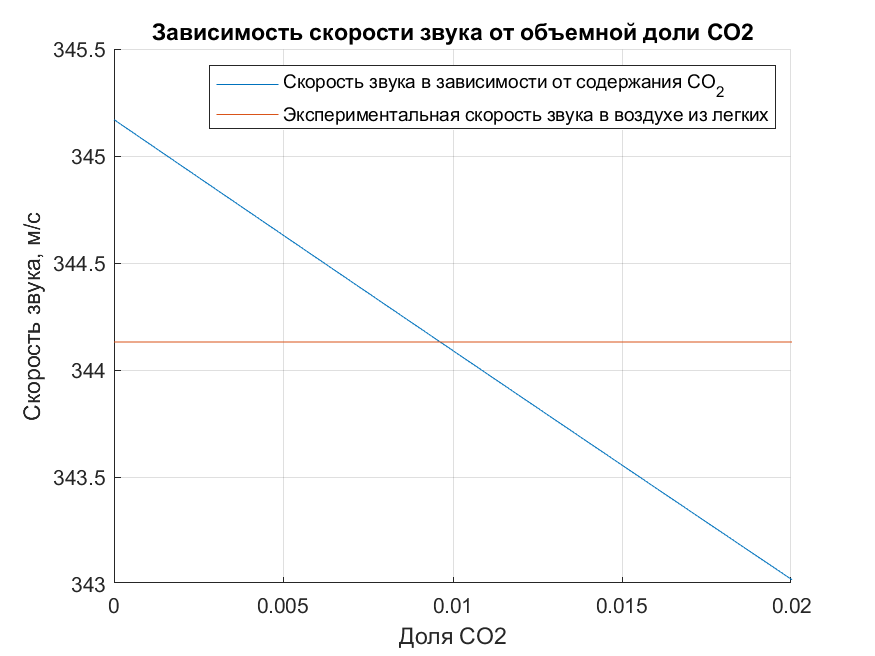 Зависимость скорости звука от объемной доли CO2
345.5
Скорость звука в зависимости от содержания CO2
Экспериментальная скорость звука в воздухе из легких
345
344.5
344
343.5
343
Скорость звука, м/с
0 0.005 0.01 0.015 0.02
Доля CO2